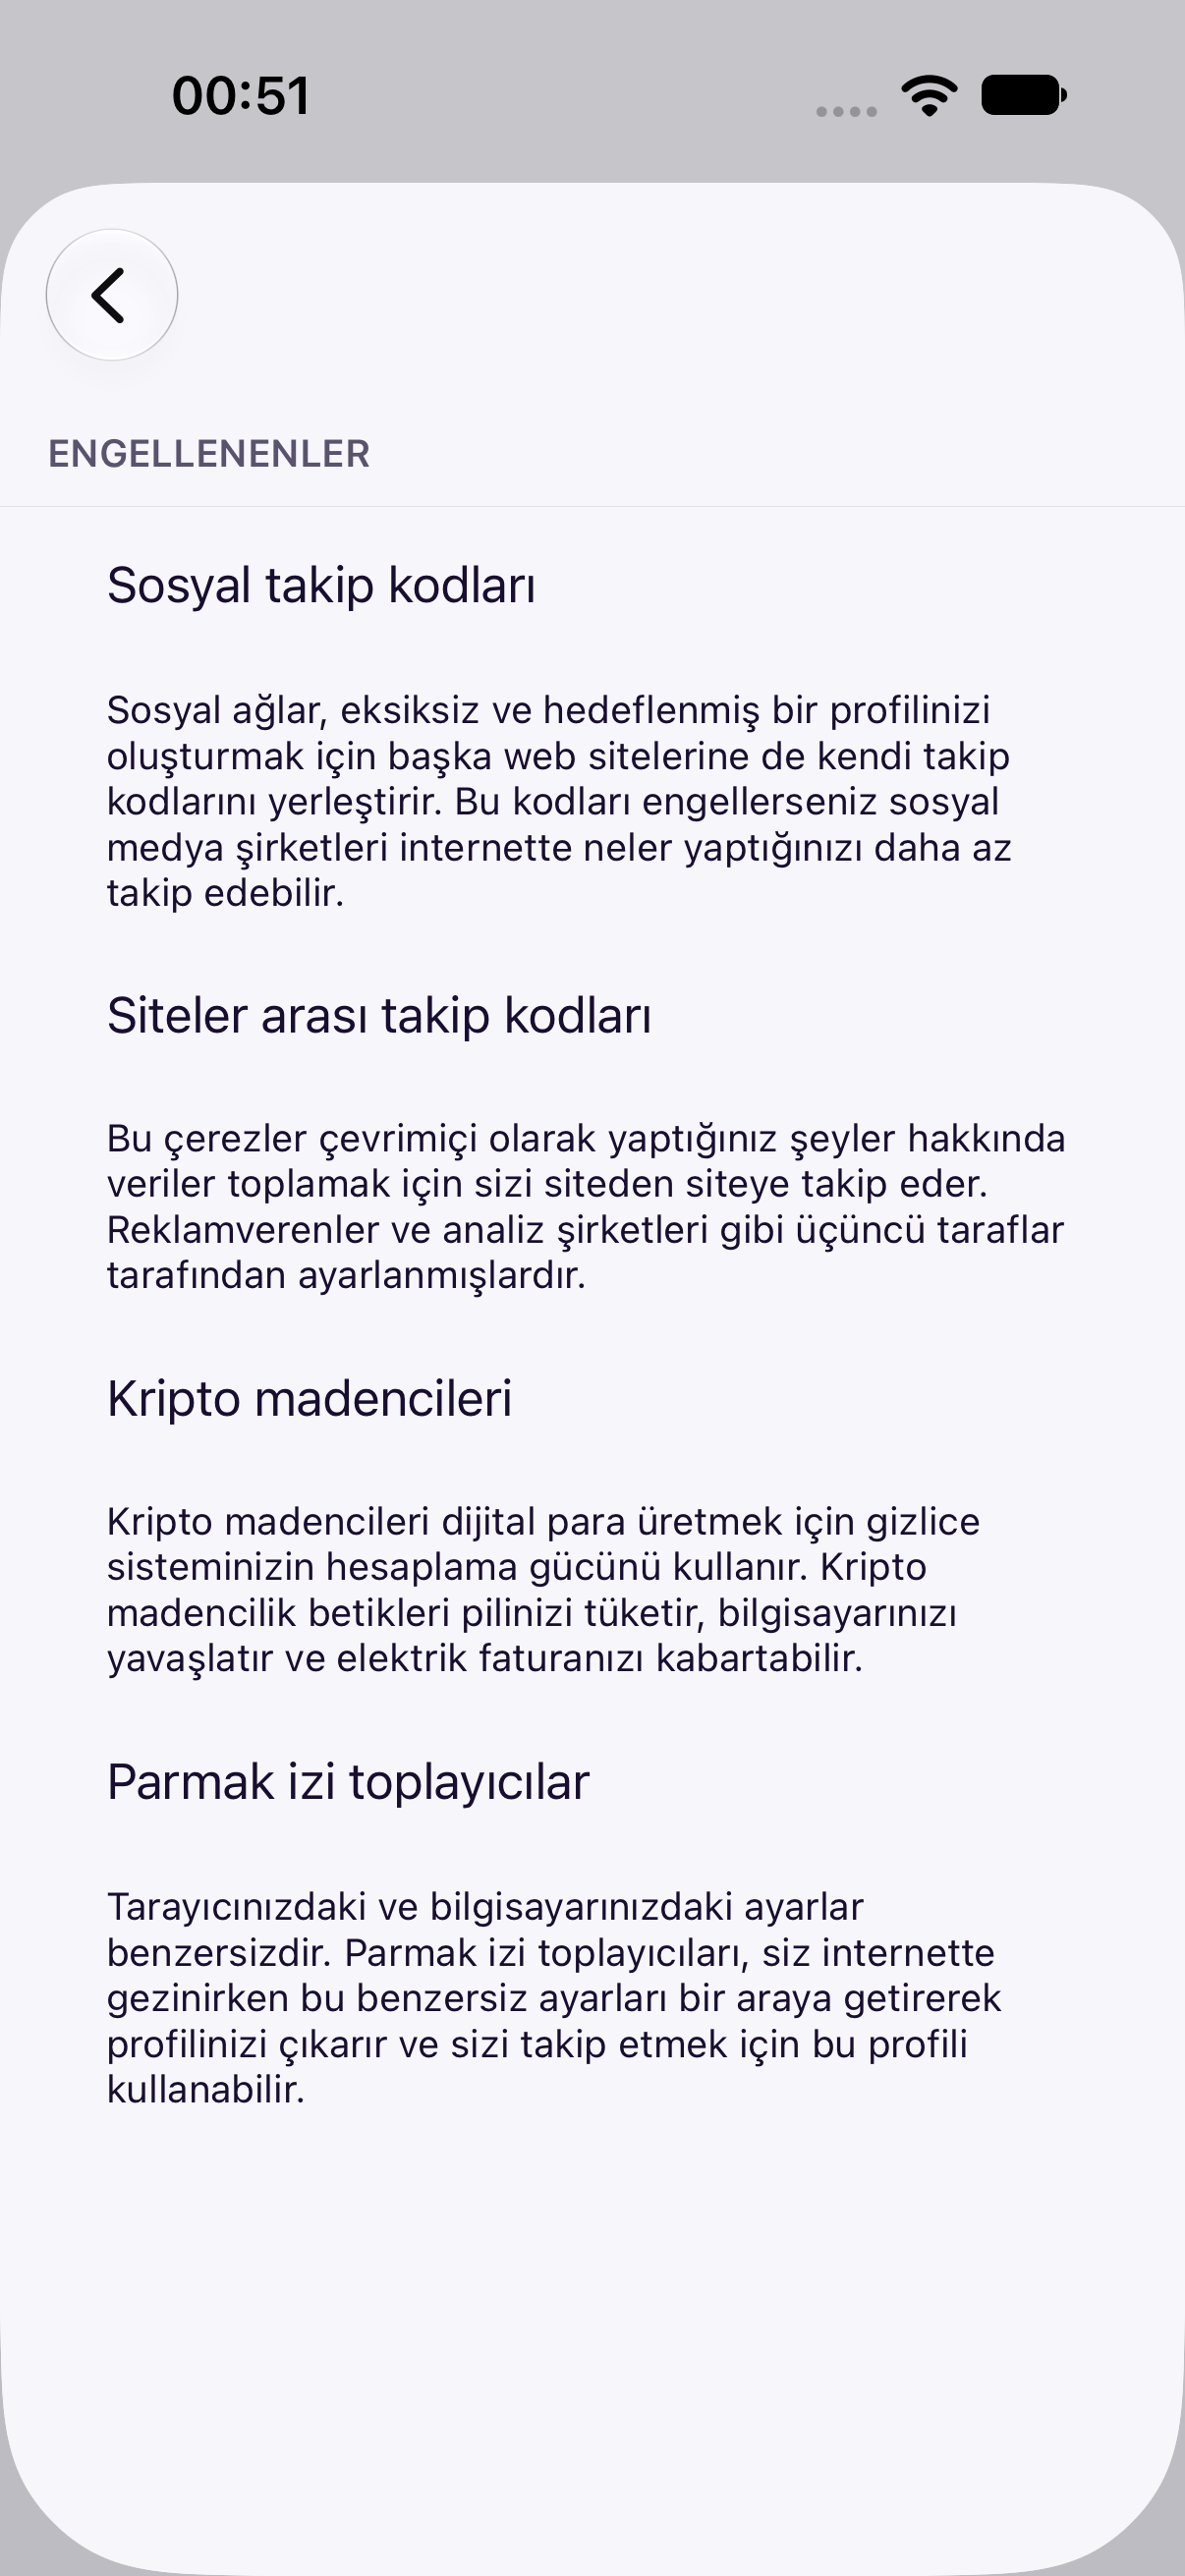 00:51
ENGELLENENLER
Sosyal takip kodları
Sosyal ağlar, eksiksiz ve hedeflenmiş bir profilinizi
oluşturmak için başka web sitelerine de kendi takip
kodlarını yerleştirir. Bu kodları engellerseniz sosyal
medya şirketleri internette neler yaptığınızı daha az
takip edebilir.
Siteler arası takip kodları
Bu çerezler çevrimiçi olarak yaptığınız şeyler hakkında
veriler toplamak için sizi siteden siteye takip eder.
Reklamverenler ve analiz şirketleri gibi üçüncü taraflar
tarafından ayarlanmışlardır.
Kripto madencileri
Kripto madencileri dijital para üretmek için gizlice
sisteminizin hesaplama gücünü kullanır. Kripto
madencilik betikleri pilinizi tüketir, bilgisayarınızı
yavaşlatır ve elektrik faturanızı kabartabilir.
Parmak izi toplayıcılar
Tarayıcınızdaki ve bilgisayarınızdaki ayarlar
benzersizdir. Parmak izi toplayıcıları, siz internette
gezinirken bu benzersiz ayarları bir araya getirerek
profilinizi çıkarır ve sizi takip etmek için bu profili
kullanabilir.